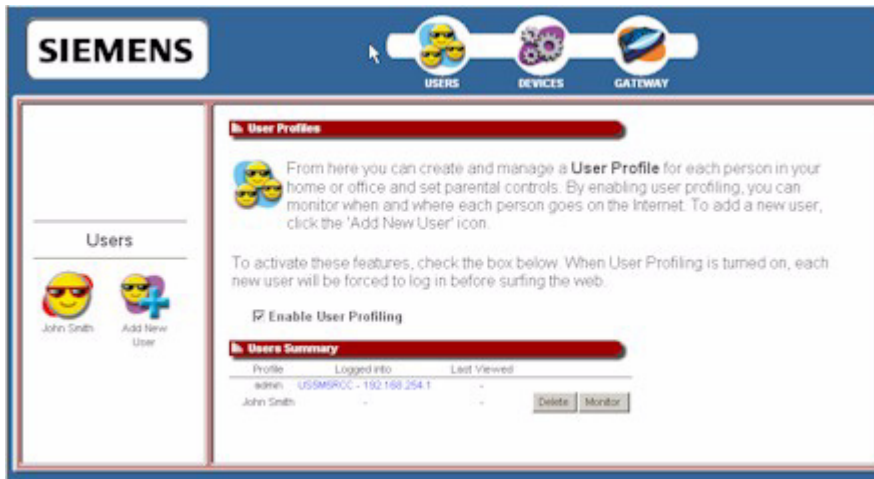 SIEMENS
USERS
DEVICES
GATEWAY
User Profiles
From here you can create and manage a User Profile for each person in your
home or office and set parental controls. By enabling user profiling, you can
monitor when and where each person goes on the Internet. To add a new user,
click the 'Add New User' icon.
Users
John Smith
Add New
User
To activate these features, check the box below. When User Profiling is turned on, each
new user will be forced to log in before surfing the web.
Enable User Profiling
Users Summary
Profile Logged into Last Viewed
admin USSMSRCC - 192.168.254.1 -
John Smith - - Delete Monitor